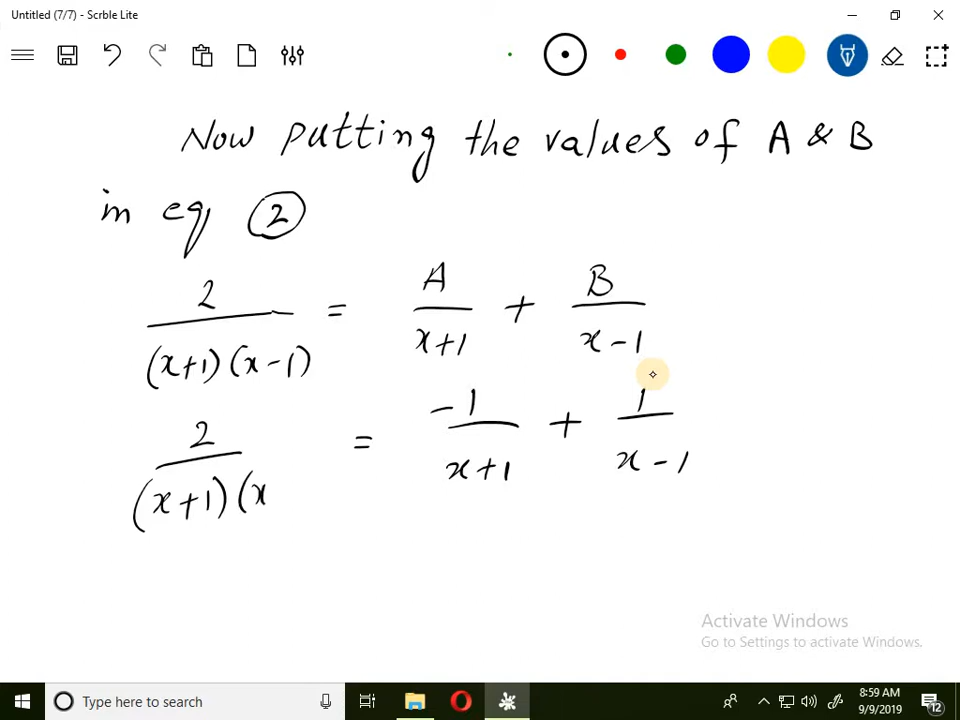 Untitled (7/7) - Scrble Lite
Now putting the values of A & B
in eq 2
2/((x+1)(x-1)) = A/(x+1) + B/(x-1)
2/((x+1)(x = -1/(x+1) + 1/(x-1)
Activate Windows
Go to Settings to activate Windows.
Type here to search
8:59 AM
9/9/2019
12